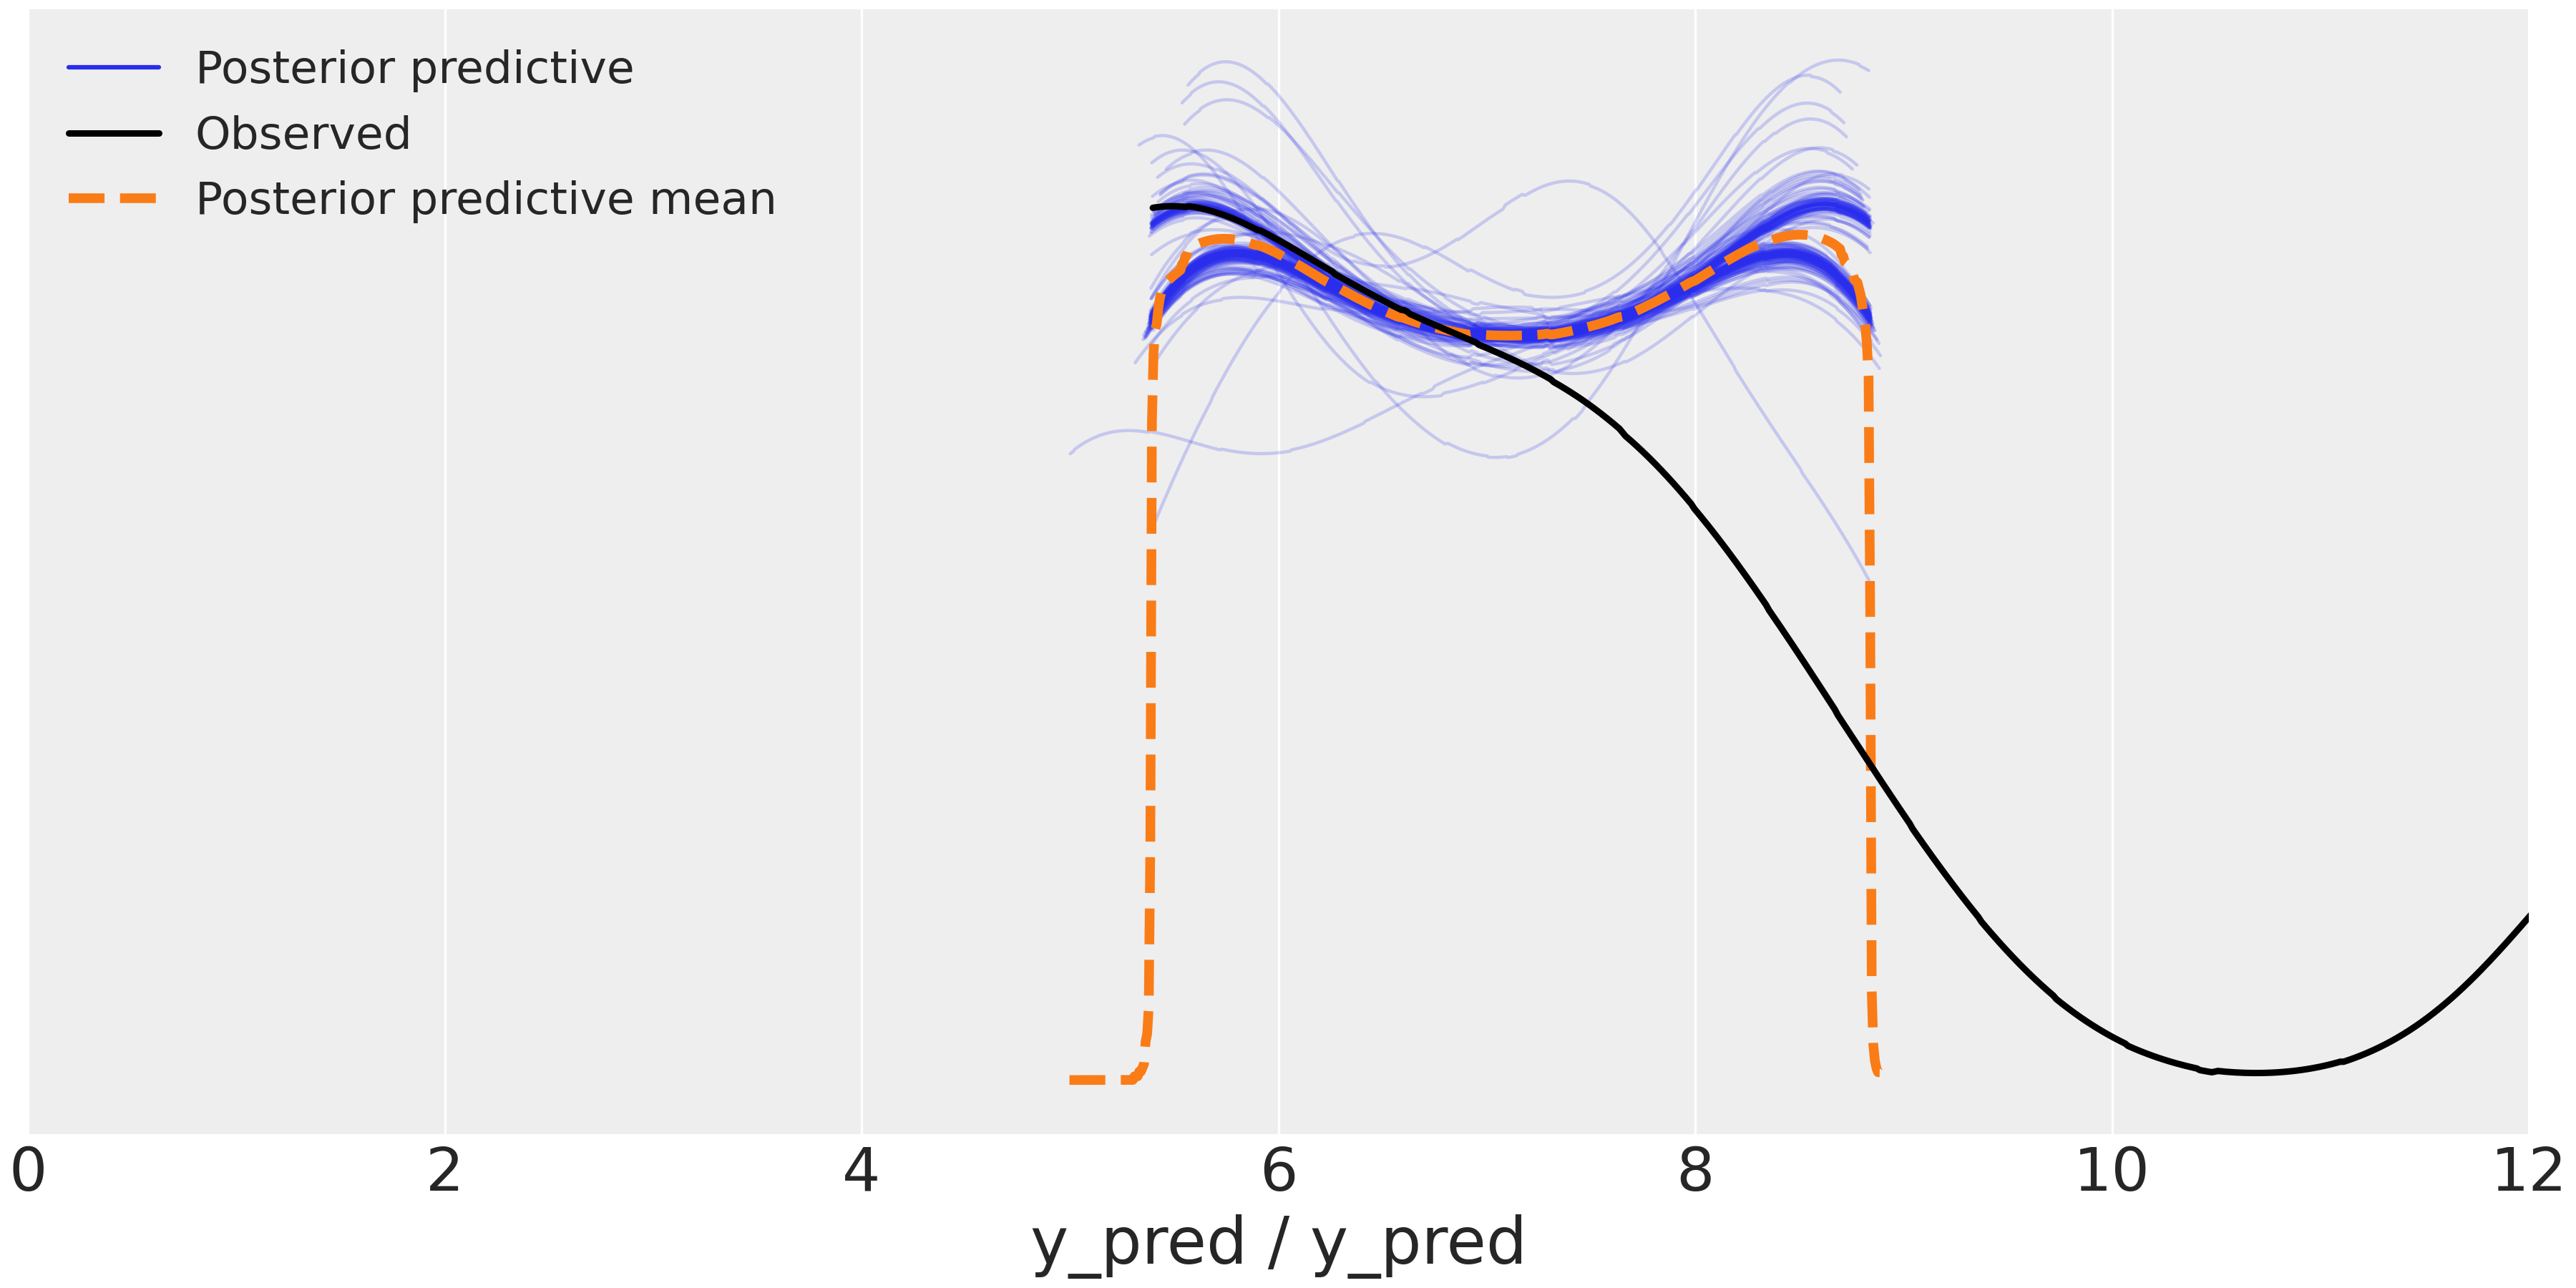 Posterior predictive
Observed
Posterior predictive mean
0 2 4 6 8 10 12
y_pred / y_pred